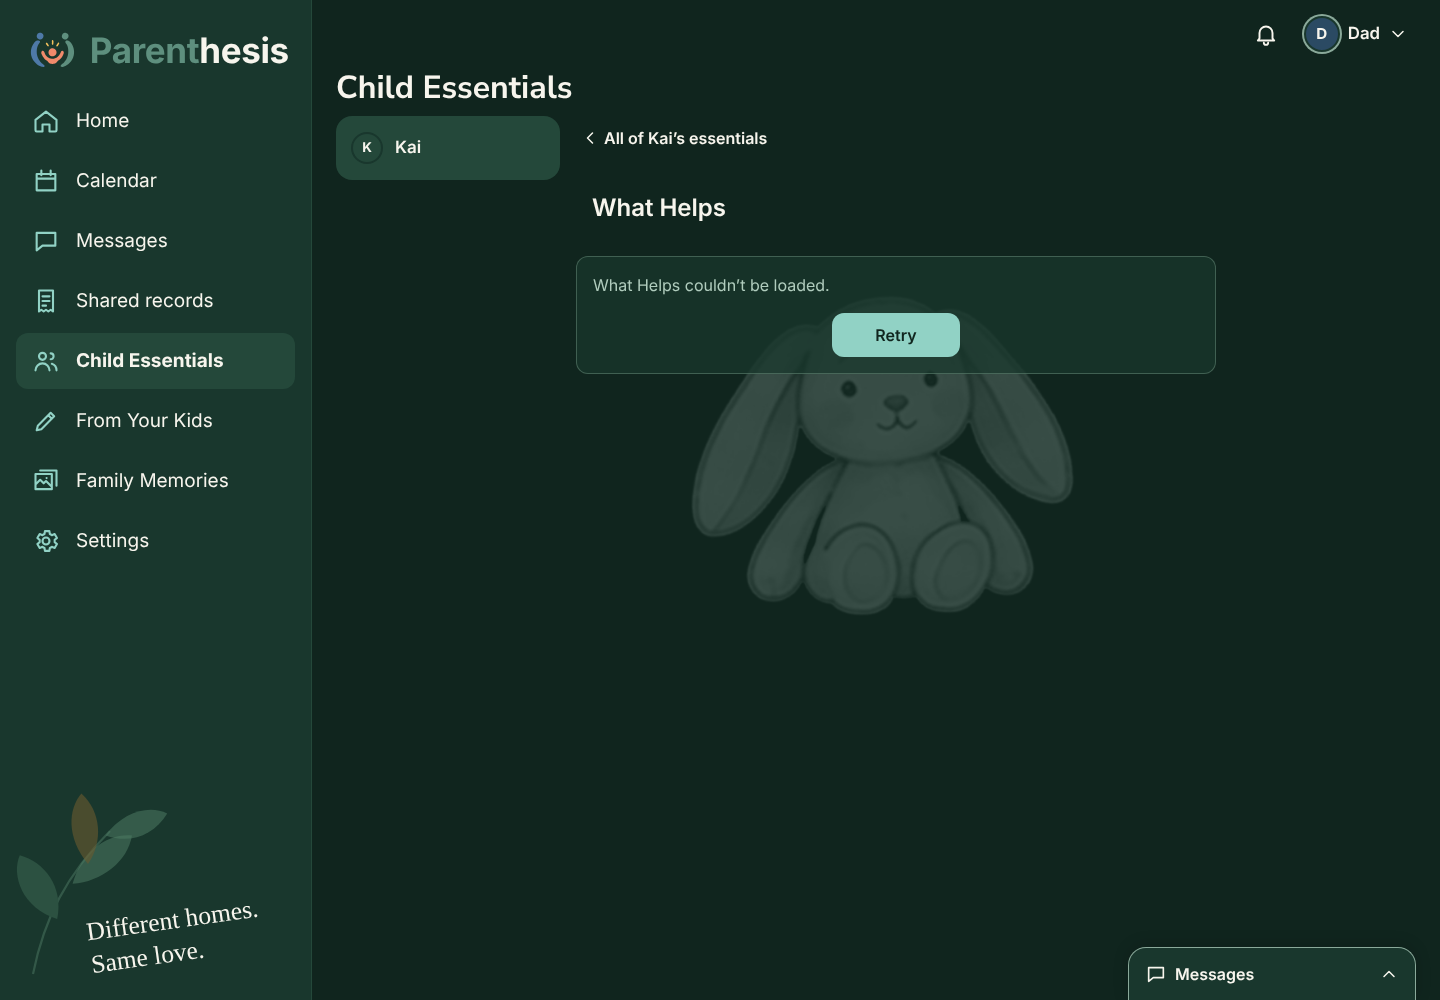 Parenthesis
Home
Calendar
Messages
Shared records
Child Essentials
From Your Kids
Family Memories
Settings
Different homes.
Same love.
D Dad
Child Essentials
K Kai
All of Kai’s essentials
What Helps
What Helps couldn’t be loaded.
Retry
Messages